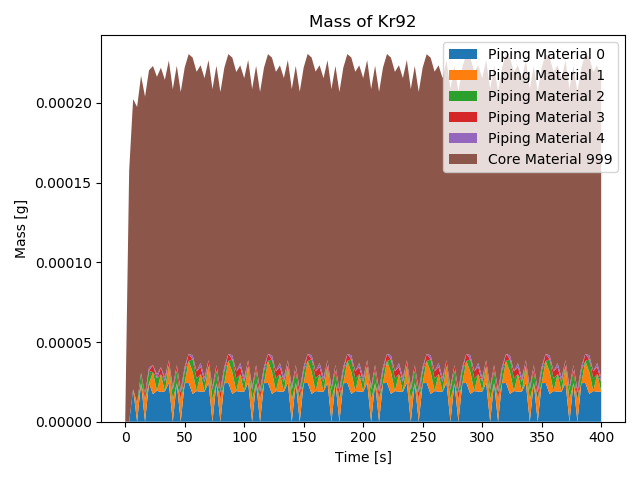 Mass of Kr92
Piping Material 0
Piping Material 1
Piping Material 2
Piping Material 3
Piping Material 4
Core Material 999
Mass [g]
0.00020
0.00015
0.00010
0.00005
0.00000
0 50 100 150 200 250 300 350 400
Time [s]